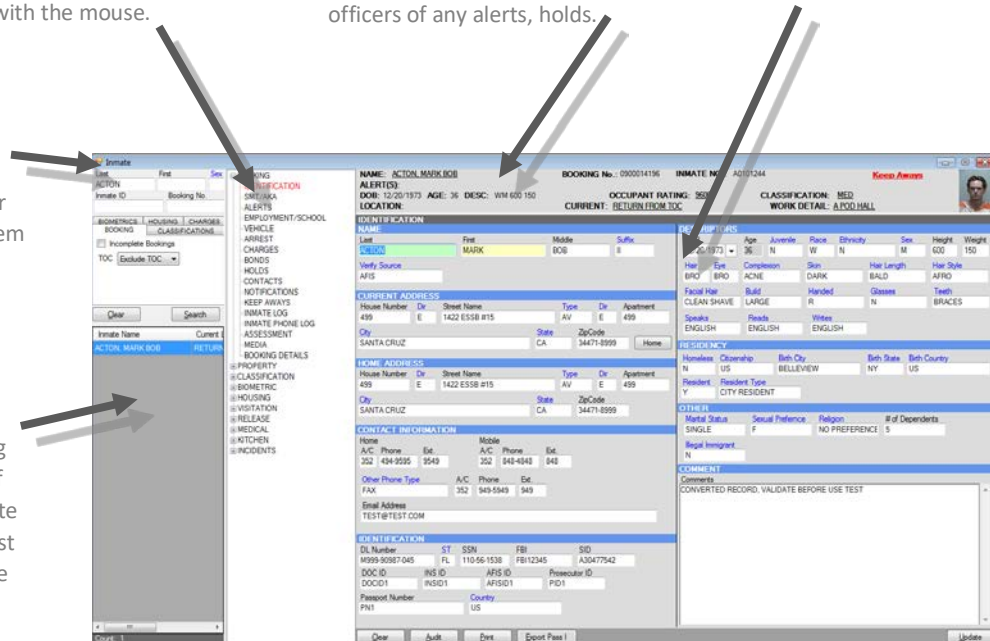 with the mouse.
officers of any alerts, holds.
r
em
g
f
te
st
e
Inmate
Last First Sex
ACTON
Inmate ID Booking No.
BIOMETRICS HOUSING CHARGES
BOOKING CLASSIFICATIONS
Incomplete Bookings
TOC Exclude TOC
Clear Search
Inmate Name Current
ACTON, MARK BOB RETURN
Count: 1
ALERTS
EMPLOYMENT/SCHOOL
VEHICLE
ARREST
CHARGES
BONDS
HOLDS
CONTACTS
NOTIFICATIONS
KEEP AWAYS
INMATE LOG
INMATE PHONE LOG
ASSESSMENT
MEDIA
BOOKING DETAILS
PROPERTY
CLASSIFICATION
BIOMETRIC
HOUSING
VISITATION
RELEASE
MEDICAL
KITCHEN
INCIDENTS
NAME: ACTON, MARK BOB BOOKING No.: 0900014196 INMATE NO A0101244 Keep Aways
ALERT(S):
DOB: 12/20/1973 AGE: 36 DESC: WM 600 150 OCCUPANT RATING: CLASSIFICATION: MED
LOCATION: CURRENT: RETURN FROM TOC WORK DETAIL: A POD HALL
IDENTIFICATION
NAME
Last First Middle Suffix
ACTON MARK BOB II
Verify Source
AFIS
CURRENT ADDRESS
House Number Dir Street Name Type Dir Apartment
499 E 1422 ESSB #15 AV E 499
City State ZipCode
SANTA CRUZ CA 34471-8999 Home
HOME ADDRESS
House Number Dir Street Name Type Dir Apartment
499 E 1422 ESSB #15 AV E 499
City State ZipCode
SANTA CRUZ CA 34471-8999
CONTACT INFORMATION
Home Mobile
A/C Phone Ext. A/C Phone Ext.
352 494-9595 9549 352 848-4848 848
Other Phone Type A/C Phone Ext.
FAX 352 949-5949 949
Email Address
TEST@TEST.COM
IDENTIFICATION
DL Number ST SSN FBI SID
M999-90987-045 FL 110-56-1538 FBI12345 A30477542
DOC ID INS ID AFIS ID Prosecutor ID
DOCID1 INSID1 AFISID1 PID1
Passport Number Country
PN1 US
Clear Audit Print Export Pass I Update
DESCRIPTORS
Age Juvenile Race Ethnicity Sex Height Weight
36 N W N M 600 150
Hair Eye Complexion Skin Hair Length Hair Style
BRO BRO ACNE DARK BALD AFRO
Facial Hair Build Handed Glasses Teeth
CLEAN SHAVE LARGE R N BRACES
Speaks Reads Writes
ENGLISH ENGLISH ENGLISH
RESIDENCY
Homeless Citizenship Birth City Birth State Birth Country
N US BELLEVIEW NY US
Resident Resident Type
Y CITY RESIDENT
OTHER
Marital Status Sexual Preference Religion # of Dependents
SINGLE F NO PREFERENCE 5
Illegal Immigrant
N
COMMENT
Comments
CONVERTED RECORD, VALIDATE BEFORE USE TEST